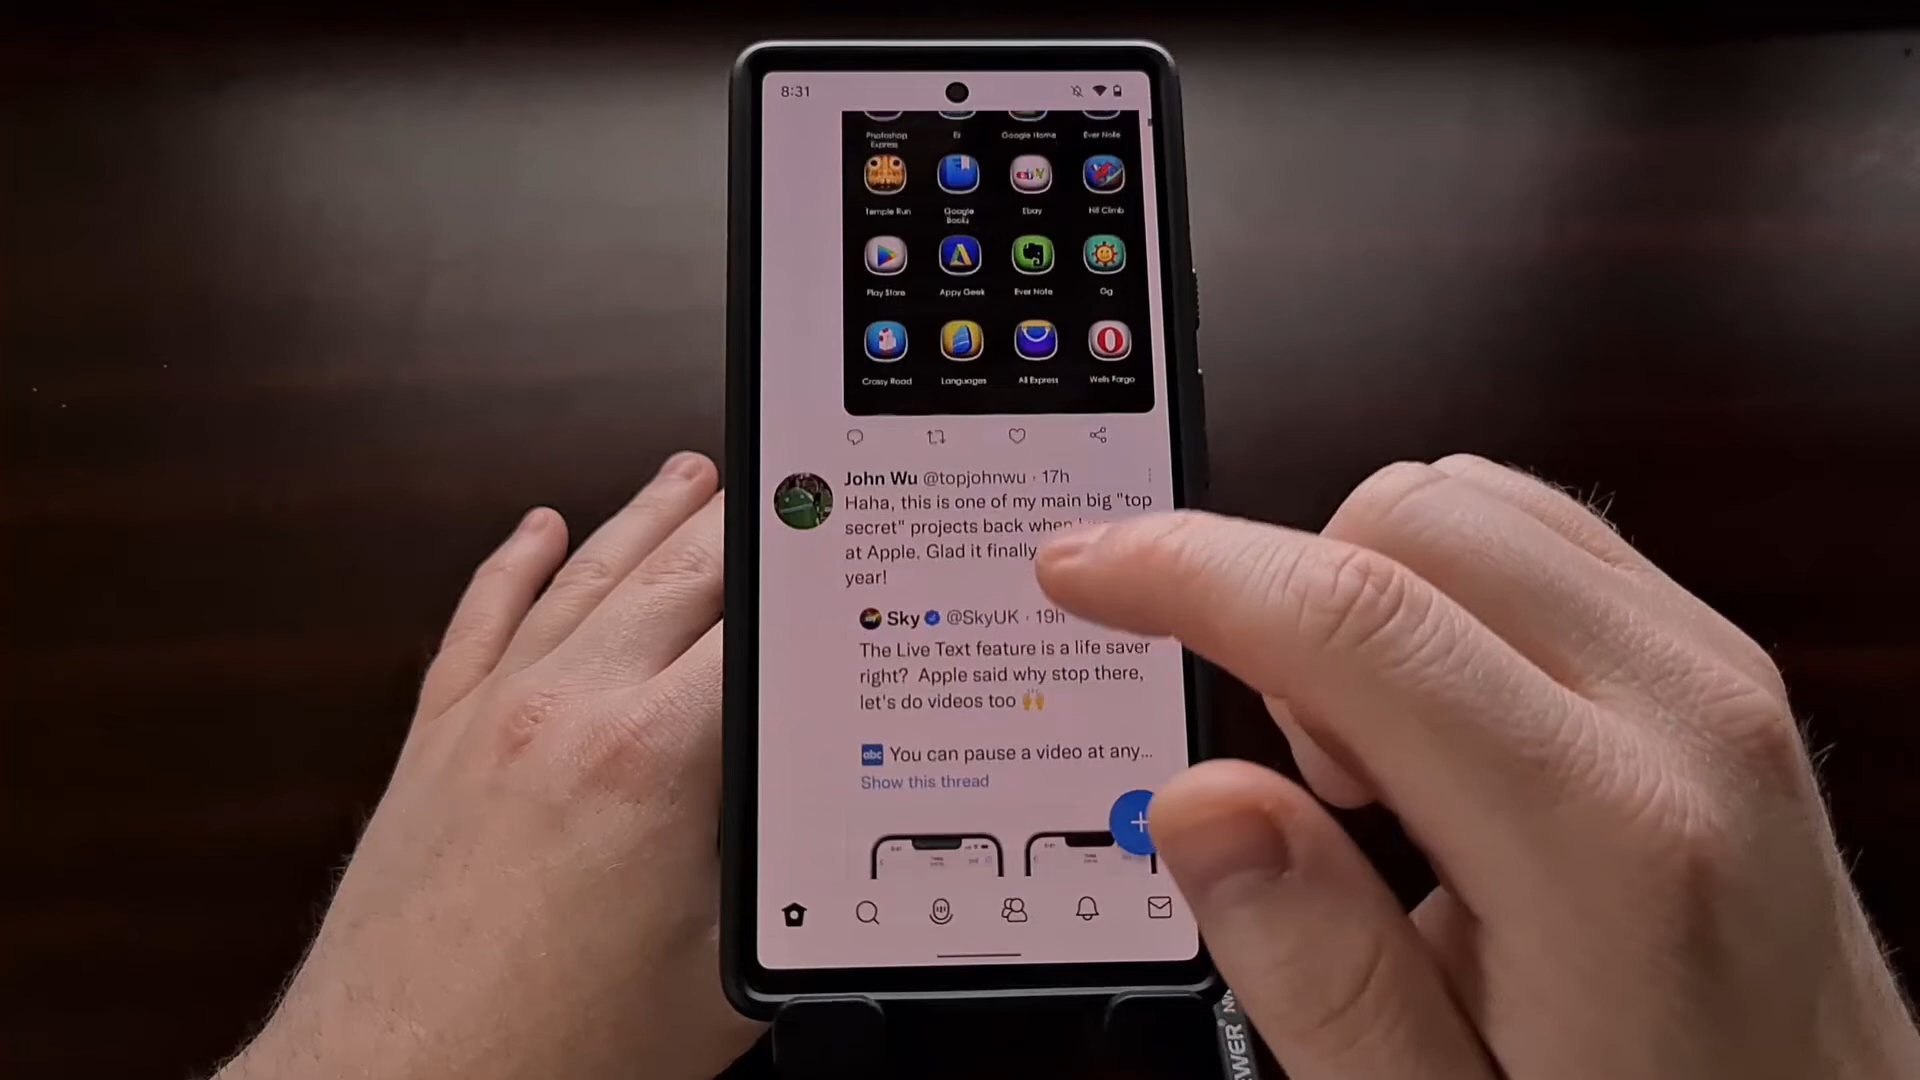 8:31
Photoshop Express
Google Home
Ever Note
Temple Run
Google Books
Ebay
Hill Climb
ebY
Play Store
Appy Geek
Ever Note
Gg
Crossy Road
Languages
Ali Express
Wells Fargo
John Wu @topjohnwu · 17h
Haha, this is one of my main big "top
secret" projects back when I
at Apple. Glad it finally
year!
Sky @SkyUK · 19h
The Live Text feature is a life saver
right? Apple said why stop there,
let's do videos too 🙌
abc You can pause a video at any...
Show this thread